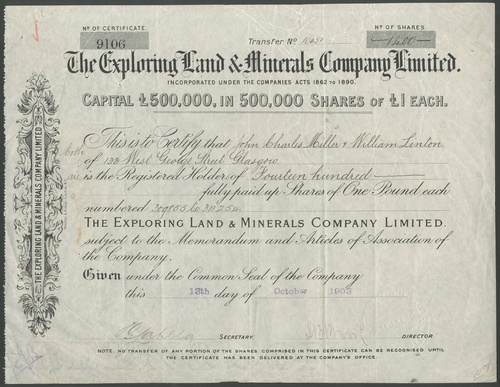 Nº OF CERTIFICATE.
9106
Transfer Nº
Nº OF SHARES
1400
The Exploring Land & Minerals Company Limited.
INCORPORATED UNDER THE COMPANIES ACTS 1862 TO 1890.
CAPITAL £500,000, IN 500,000 SHARES OF £1 EACH.
This is to Certify that John Charles Miller & William Linton
both of 133 West George Street Glasgow
are is the Registered Holder of Fourteen hundred
fully paid up Shares of One Pound each
numbered 309855 to 311254
THE EXPLORING LAND & MINERALS COMPANY LIMITED.
subject to the Memorandum and Articles of Association of
the Company.
Given under the Common Seal of the Company
this 13th day of October 1903
SECRETARY.
DIRECTOR.
NOTE, NO TRANSFER OF ANY PORTION OF THE SHARES COMPRISED IN THIS CERTIFICATE CAN BE RECOGNISED UNTIL
THE CERTIFICATE HAS BEEN DELIVERED AT THE COMPANY'S OFFICE.
THE EXPLORING LAND & MINERALS COMPANY LIMITED